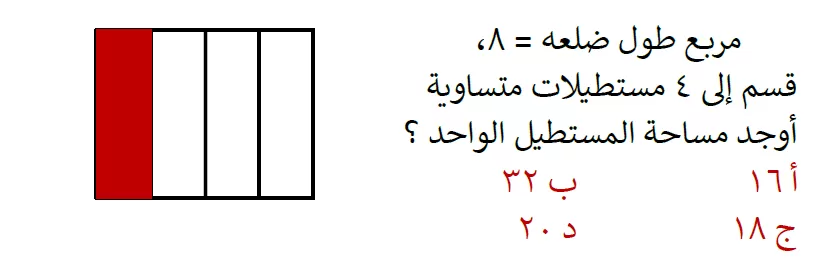 مربع طول ضلعه = ٨،
قسم إلى ٤ مستطيلات متساوية
أوجد مساحة المستطيل الواحد ؟
أ ١٦ ب ٣٢
ج ١٨ د ٢٠